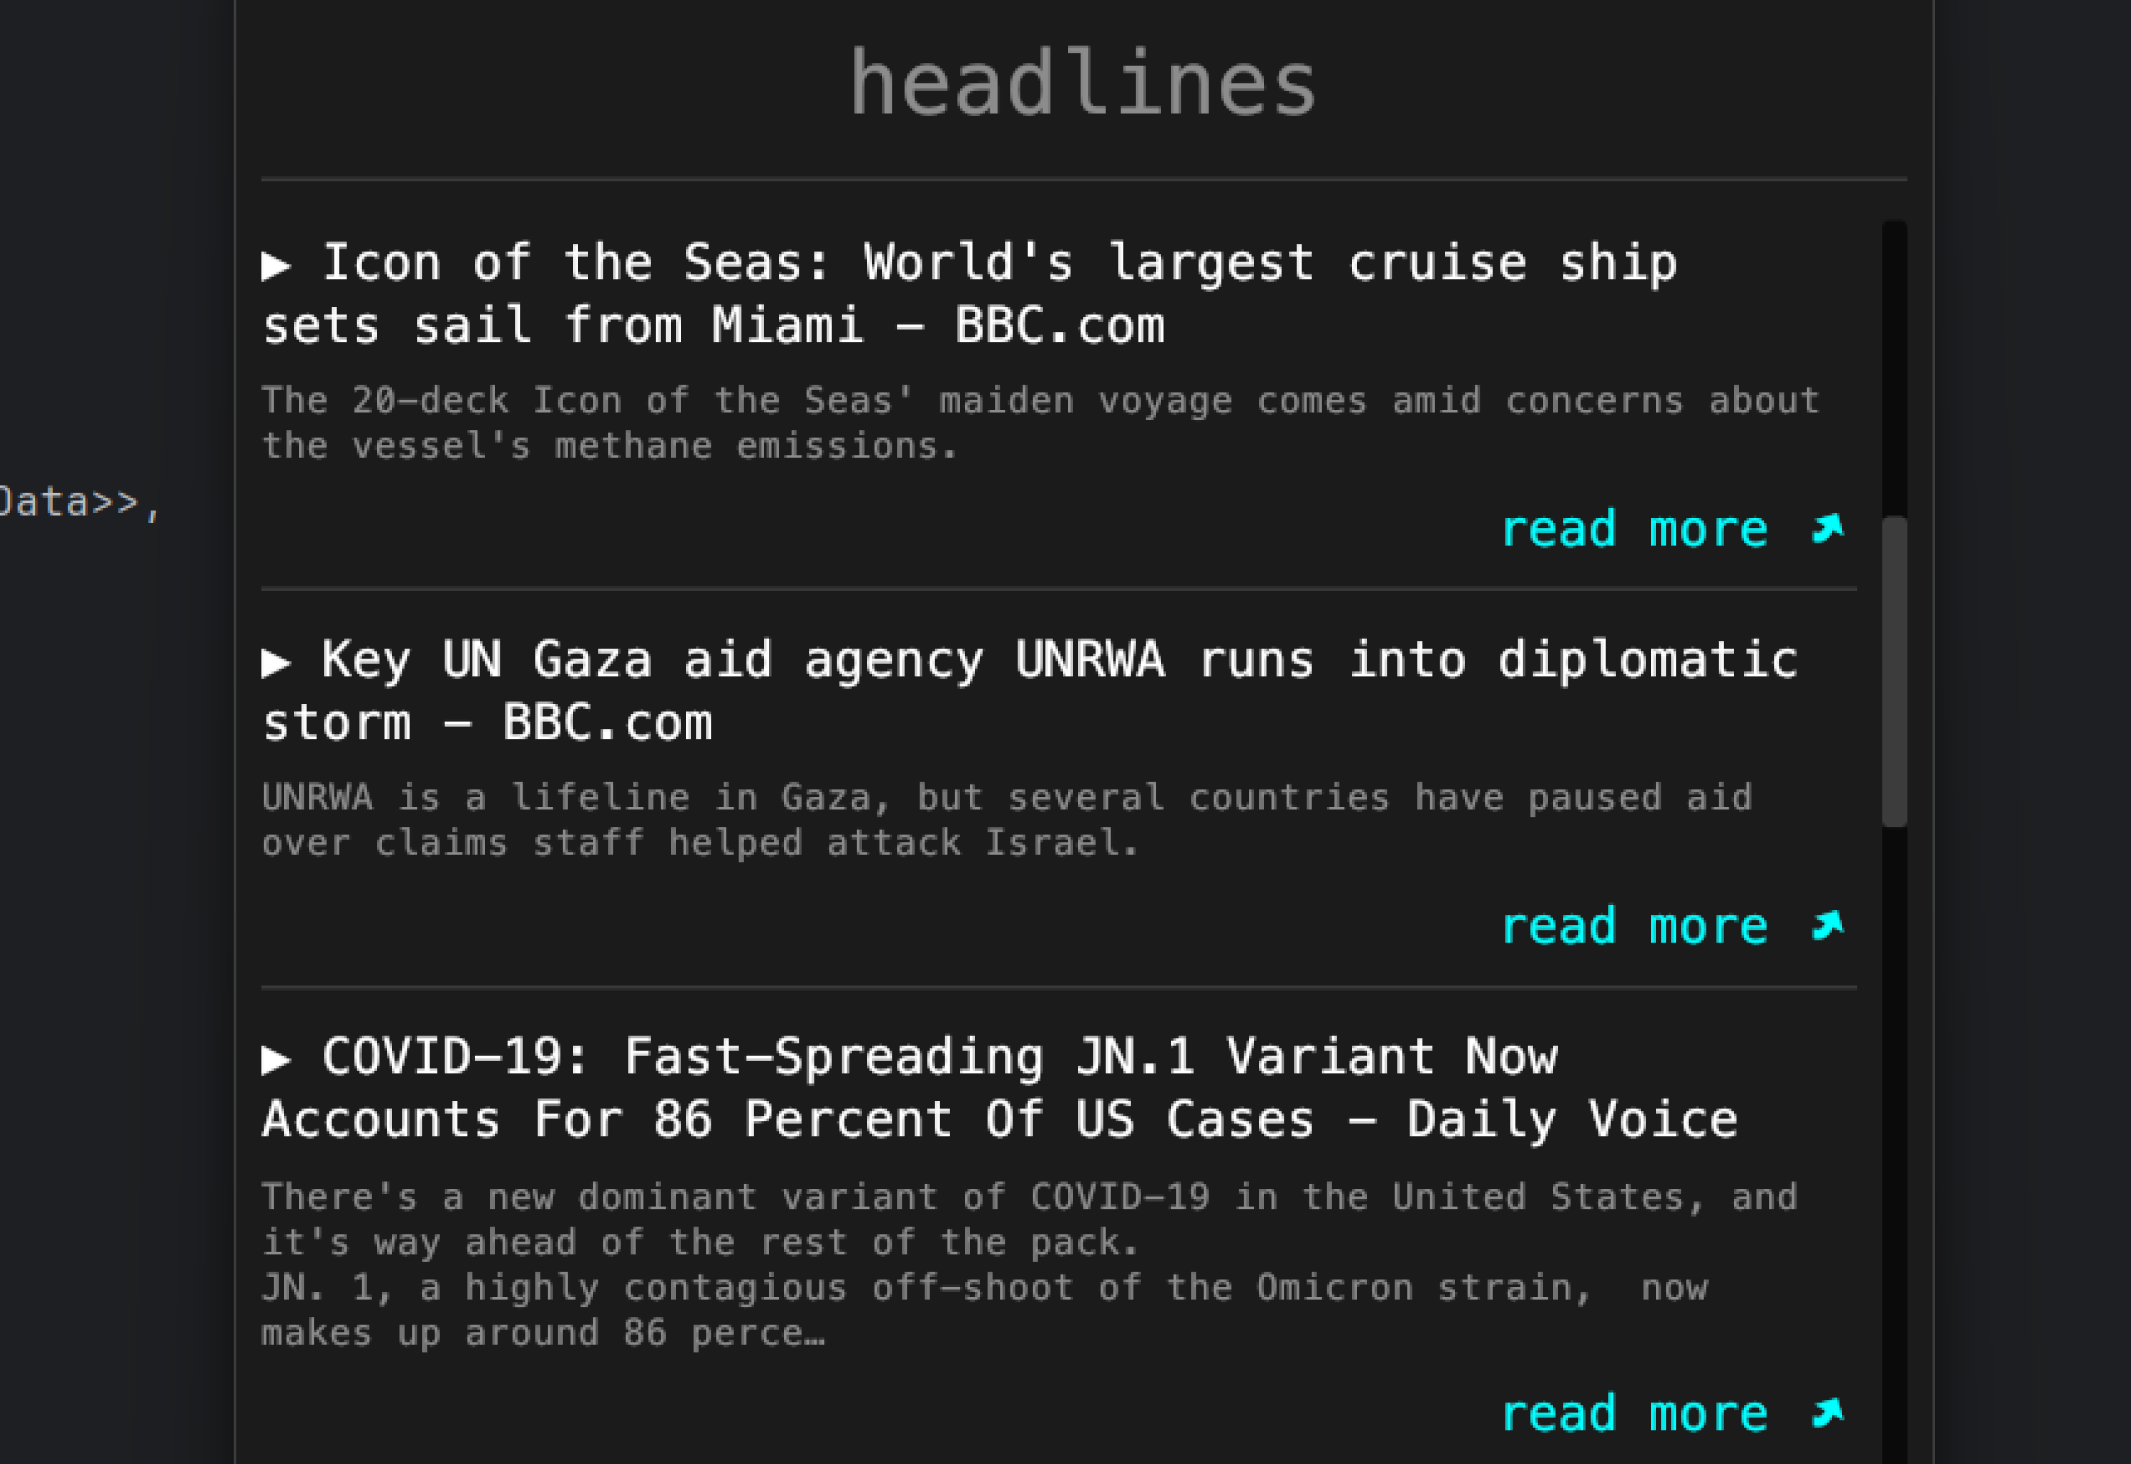 headlines
▶ Icon of the Seas: World's largest cruise ship
sets sail from Miami - BBC.com
The 20-deck Icon of the Seas' maiden voyage comes amid concerns about
the vessel's methane emissions.
Data>>,
read more ⬈
▶ Key UN Gaza aid agency UNRWA runs into diplomatic
storm - BBC.com
UNRWA is a lifeline in Gaza, but several countries have paused aid
over claims staff helped attack Israel.
read more ⬈
▶ COVID-19: Fast-Spreading JN.1 Variant Now
Accounts For 86 Percent Of US Cases - Daily Voice
There's a new dominant variant of COVID-19 in the United States, and
it's way ahead of the rest of the pack.
JN. 1, a highly contagious off-shoot of the Omicron strain,  now
makes up around 86 perce…
read more ⬈